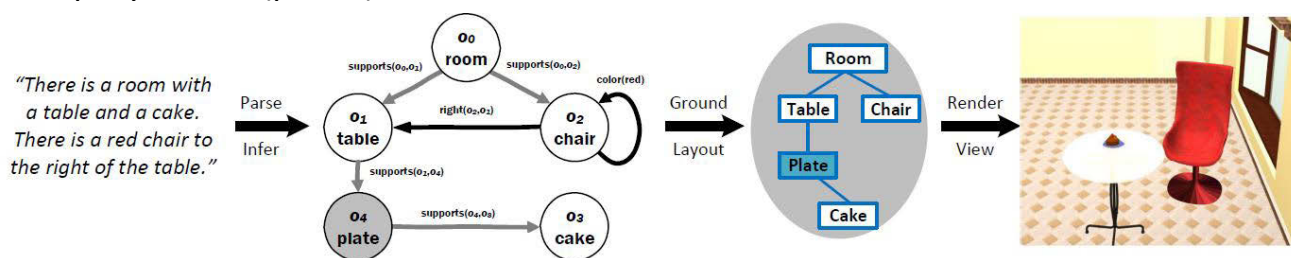 "There is a room with
a table and a cake.
There is a red chair to
the right of the table."
Parse
Infer
o₀
room
supports(o₀,o₁)
supports(o₀,o₂)
color(red)
o₁
table
right(o₂,o₁)
o₂
chair
supports(o₁,o₄)
o₄
plate
supports(o₄,o₃)
o₃
cake
Ground
Layout
Room
Table
Chair
Plate
Cake
Render
View